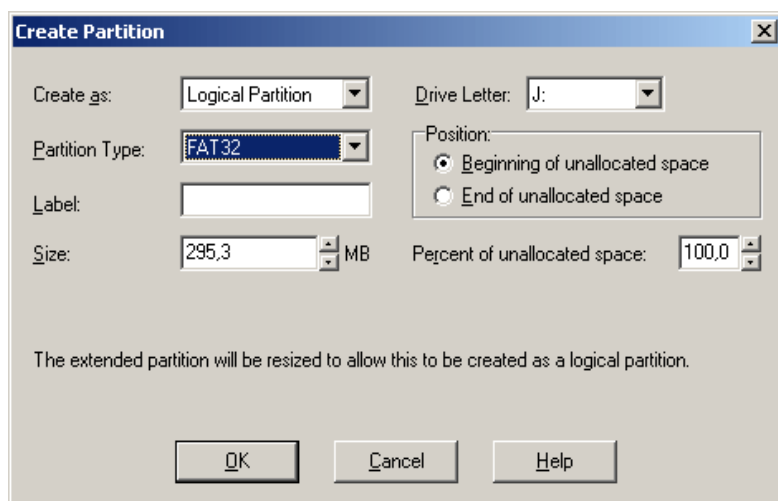 Create Partition
Create as: Logical Partition Drive Letter: J:
Position:
Partition Type: FAT32 Beginning of unallocated space
Label: End of unallocated space
Size: 295,3 MB Percent of unallocated space: 100,0
The extended partition will be resized to allow this to be created as a logical partition.
OK Cancel Help